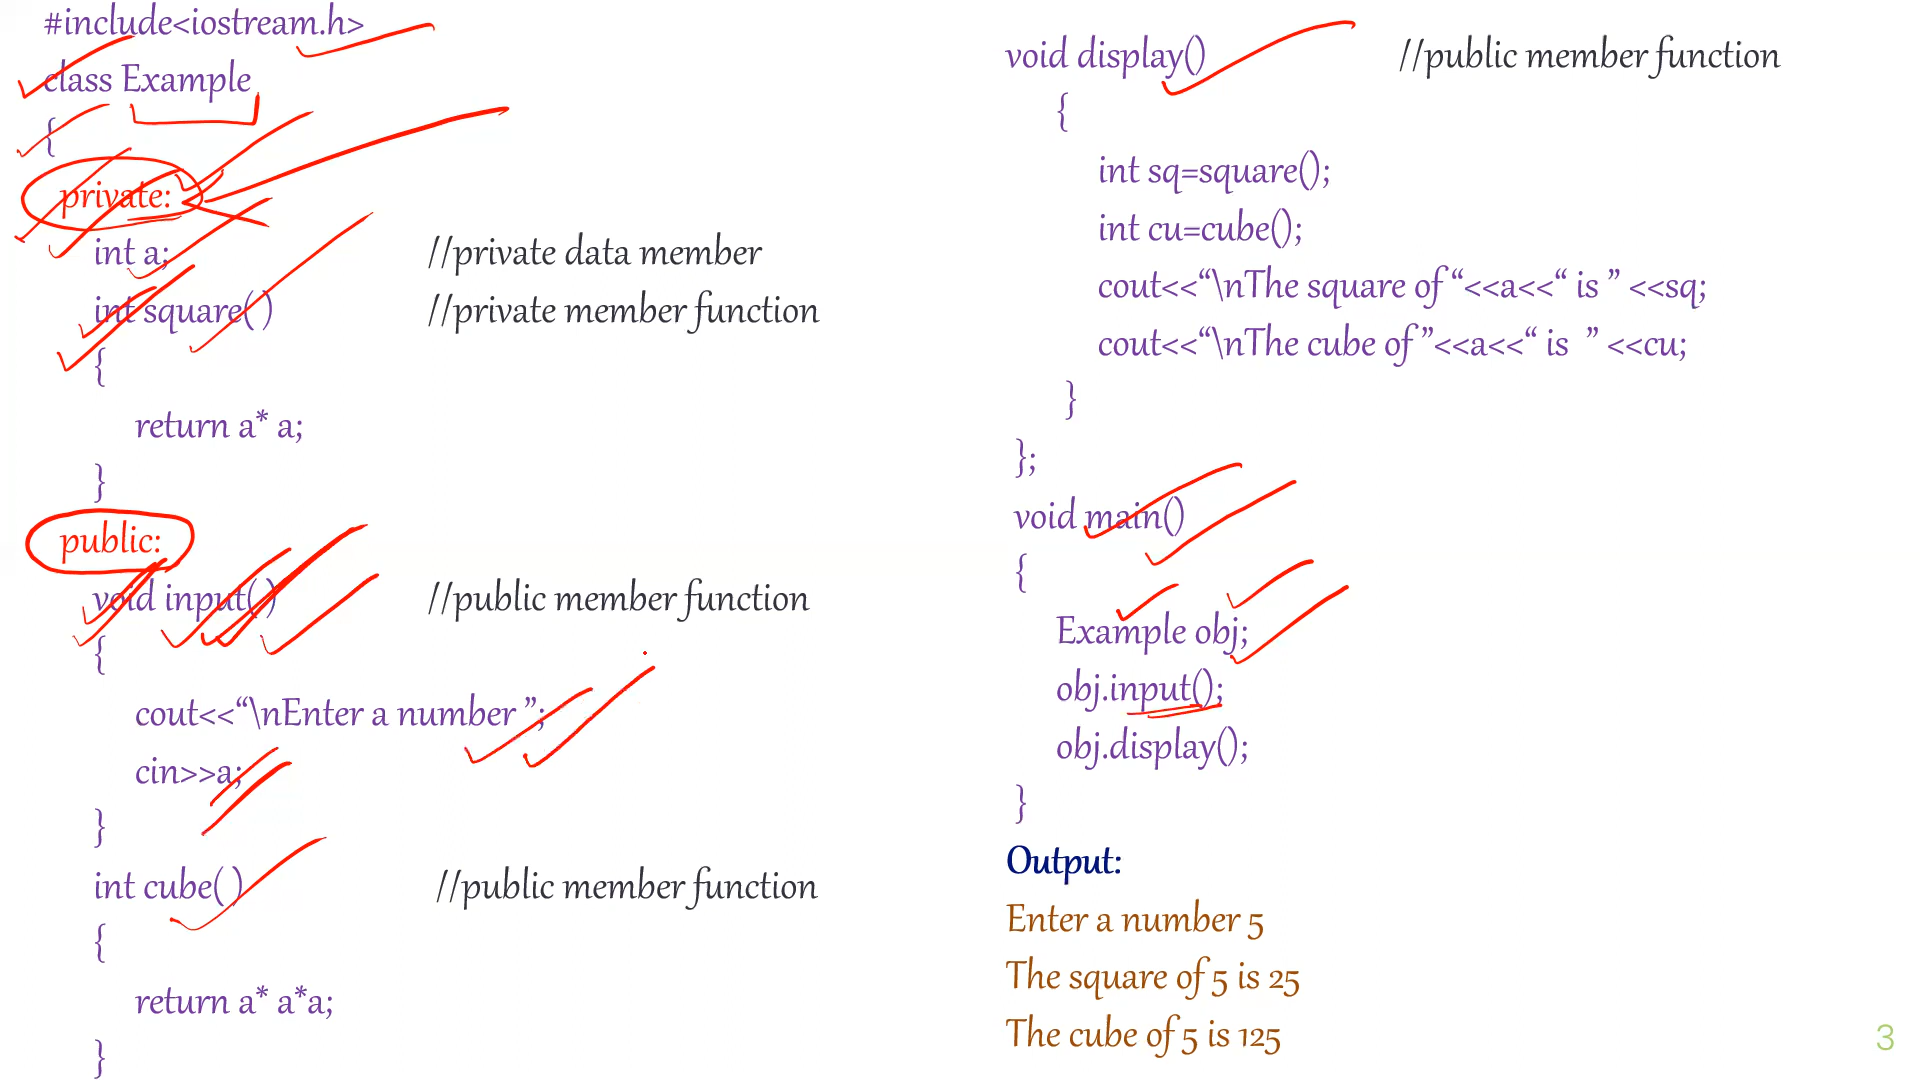 #include<iostream.h>
class Example
{
private:
int a; //private data member
int square( ) //private member function
{
return a* a;
}
public:
void input( ) //public member function
{
cout<<“\nEnter a number ”;
cin>>a;
}
int cube( ) //public member function
{
return a* a*a;
}
void display() //public member function
{
int sq=square();
int cu=cube();
cout<<“\nThe square of “<<a<<“ is ” <<sq;
cout<<“\nThe cube of ”<<a<<“ is ” <<cu;
}
};
void main()
{
Example obj;
obj.input();
obj.display();
}
Output:
Enter a number 5
The square of 5 is 25
The cube of 5 is 125
3